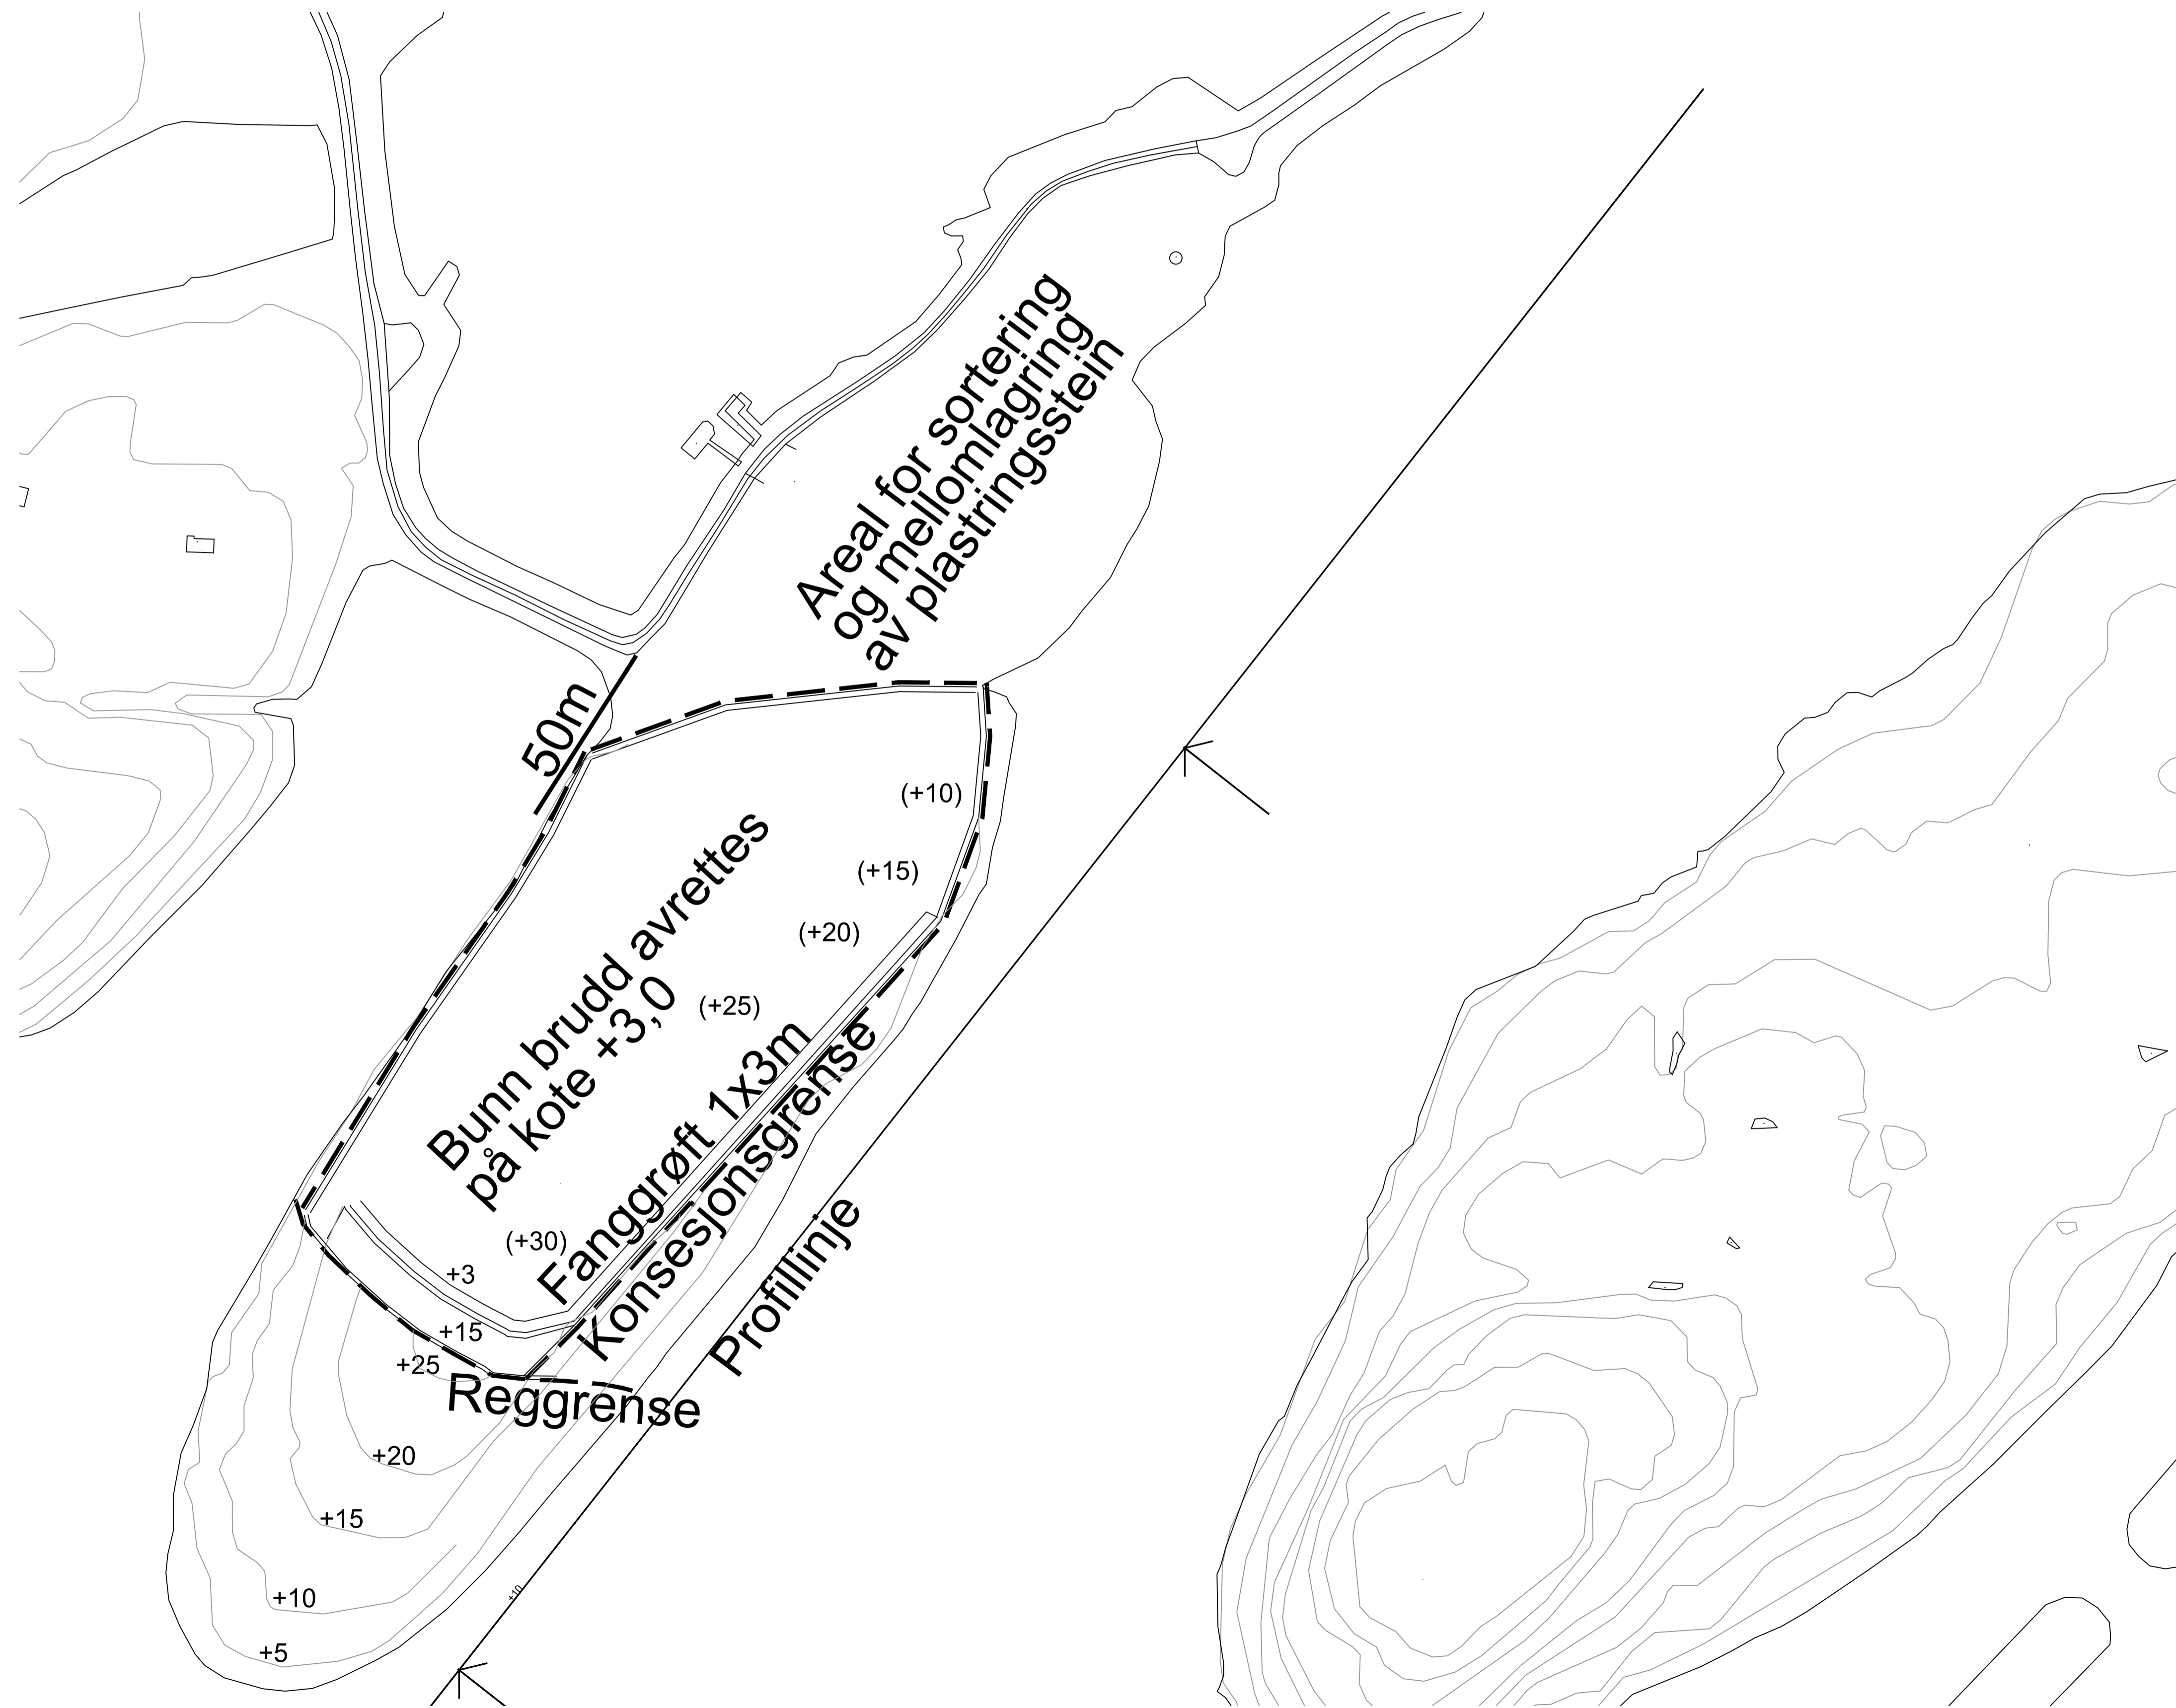 Areal for sortering
og mellomlagring
av plastringsstein
50m
(+10)
(+15)
(+20)
(+25)
Bunn brudd avrettes
på kote +3,0
Fanggrøft 1x3m
Konsesjonsgrense
Profillinje
(+30)
+3
+15
+25
Reggrense
+20
+15
+10
+10
+5